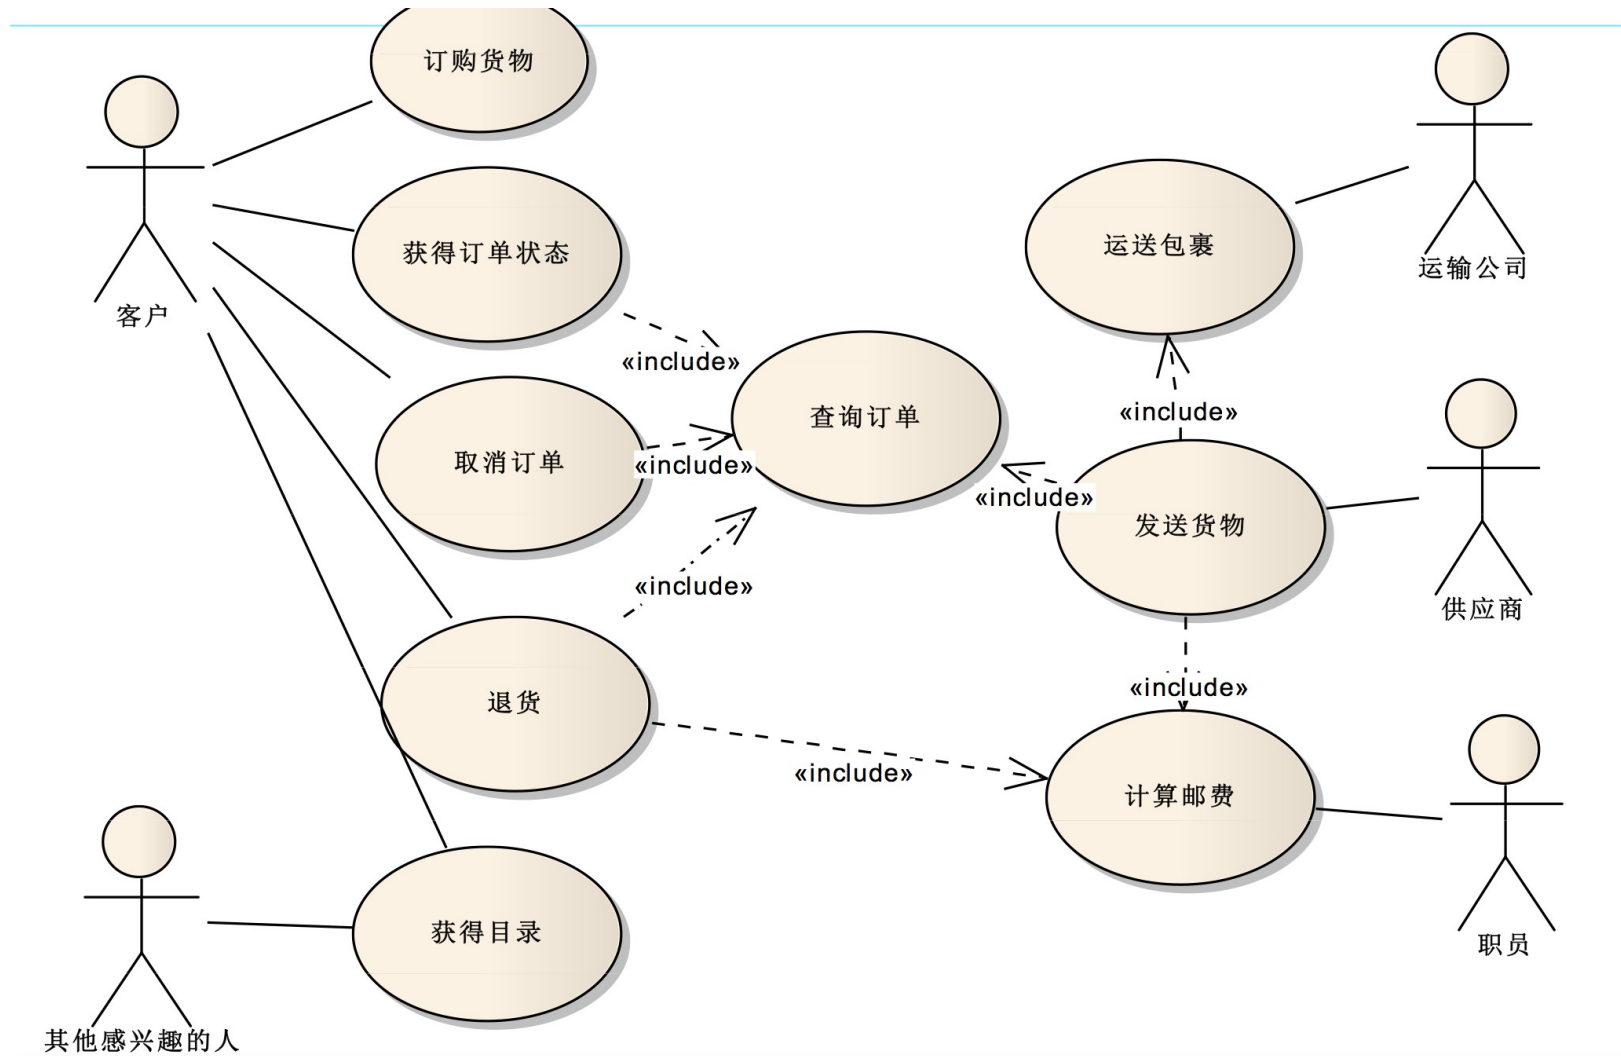 订购货物
获得订单状态
运送包裹
运输公司
客户
«include»
查询订单
«include»
取消订单
«include»
«include»
发送货物
供应商
«include»
退货
«include»
«include»
计算邮费
获得目录
职员
其他感兴趣的人